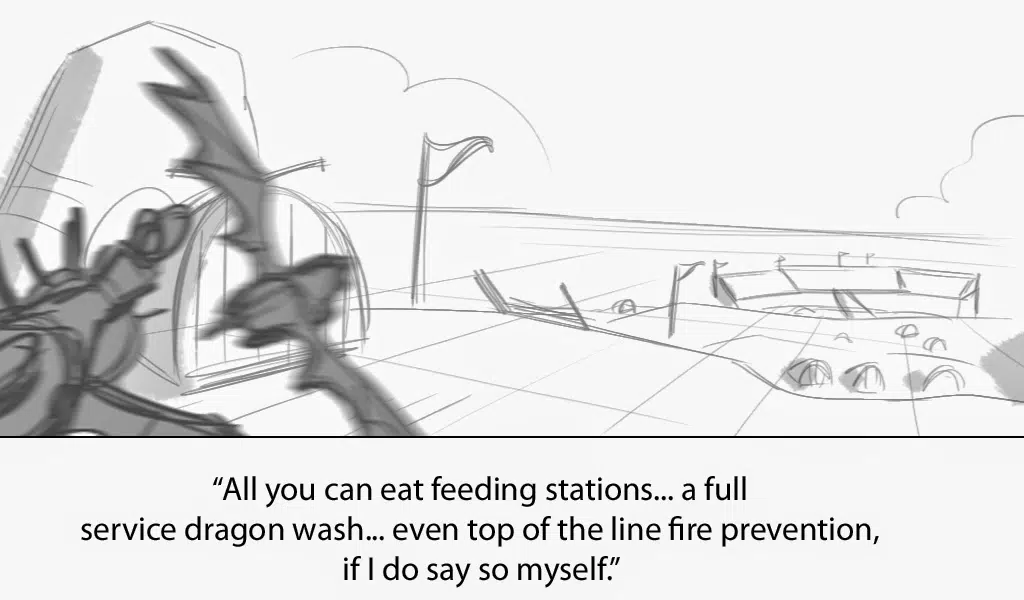 “All you can eat feeding stations... a full
service dragon wash... even top of the line fire prevention,
if I do say so myself.”